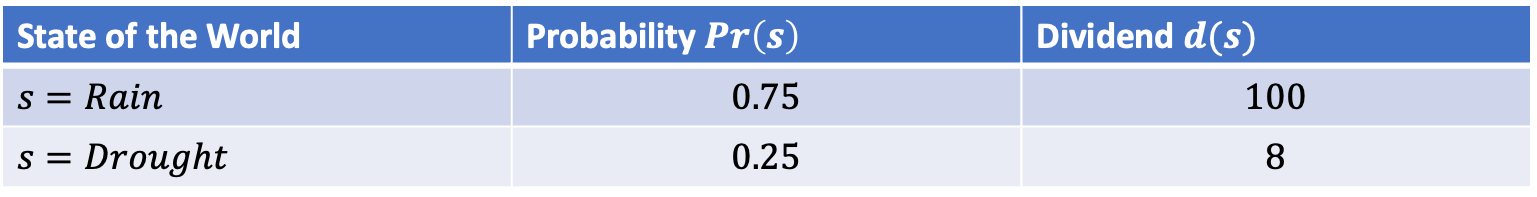 State of the World Probability Pr(s) Dividend d(s)
s = Rain 0.75 100
s = Drought 0.25 8